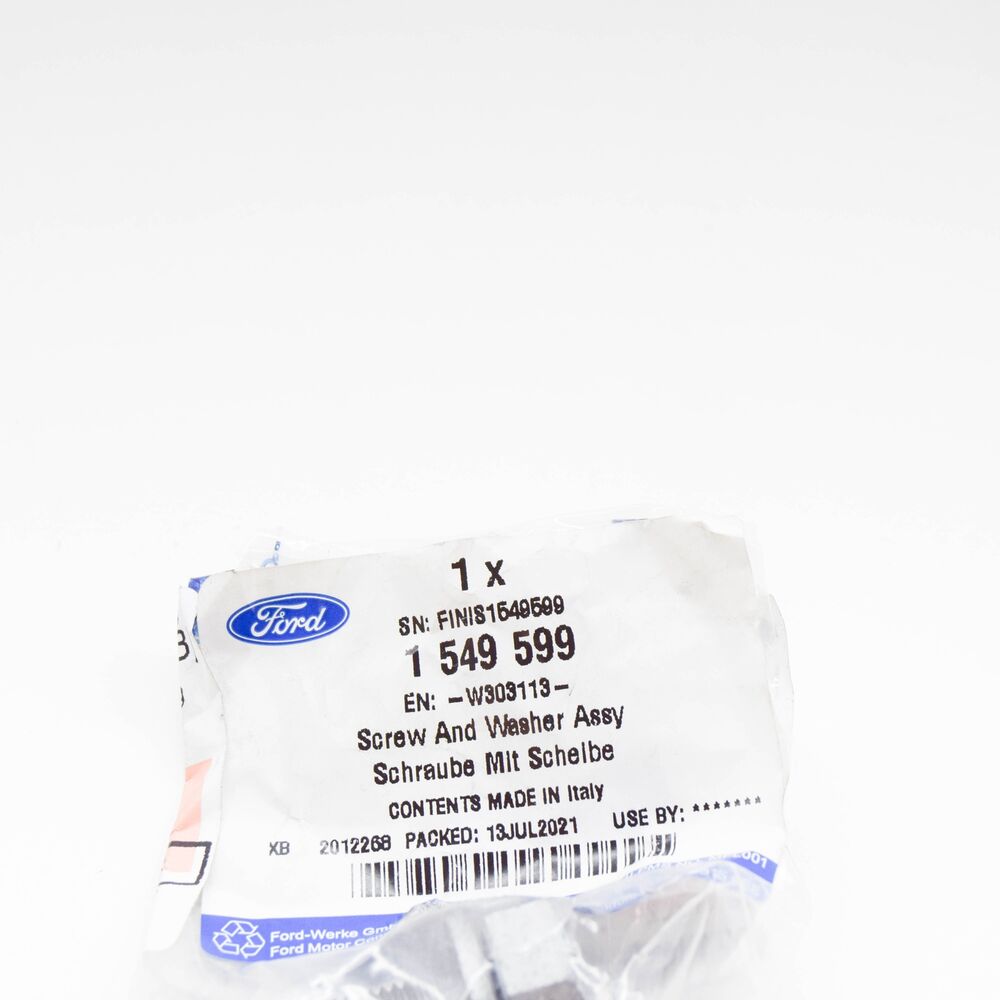 1 x
Ford
SN: FINIS1549599
1 549 599
EN: -W303113-
Screw And Washer Assy
Schraube Mit Scheibe
CONTENTS MADE IN Italy
XB 2012268 PACKED: 13JUL2021 USE BY: *******
Ford-Werke
Ford Motor